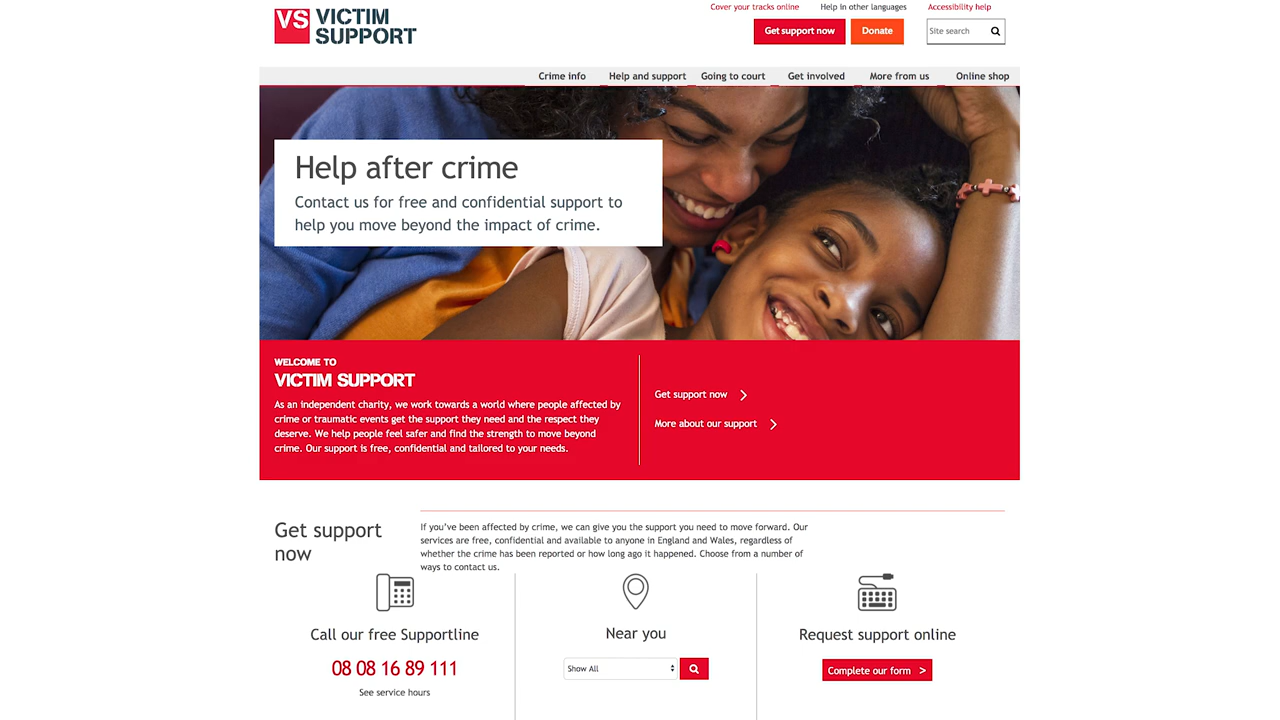 VS VICTIM
SUPPORT
Cover your tracks online
Help in other languages
Accessibility help
Get support now
Donate
Site search
Crime info
Help and support
Going to court
Get involved
More from us
Online shop
Help after crime
Contact us for free and confidential support to
help you move beyond the impact of crime.
WELCOME TO
VICTIM SUPPORT
As an independent charity, we work towards a world where people affected by
crime or traumatic events get the support they need and the respect they
deserve. We help people feel safer and find the strength to move beyond
crime. Our support is free, confidential and tailored to your needs.
Get support now
More about our support
Get support
now
If you've been affected by crime, we can give you the support you need to move forward. Our
services are free, confidential and available to anyone in England and Wales, regardless of
whether the crime has been reported or how long ago it happened. Choose from a number of
ways to contact us.
Call our free Supportline
08 08 16 89 111
See service hours
Near you
Show All
Request support online
Complete our form >